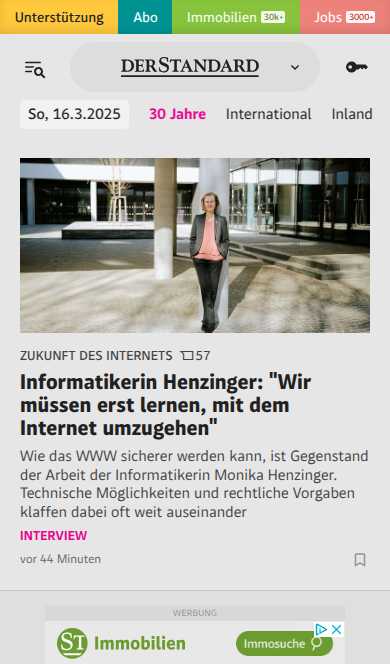 Unterstützung Abo Immobilien 30k+ Jobs 3000+
DERSTANDARD
So, 16.3.2025 30 Jahre International Inland
ZUKUNFT DES INTERNETS 57
Informatikerin Henzinger: "Wir
müssen erst lernen, mit dem
Internet umzugehen"
Wie das WWW sicherer werden kann, ist Gegenstand
der Arbeit der Informatikerin Monika Henzinger.
Technische Möglichkeiten und rechtliche Vorgaben
klaffen dabei oft weit auseinander
INTERVIEW
vor 44 Minuten
WERBUNG
ST Immobilien Immosuche